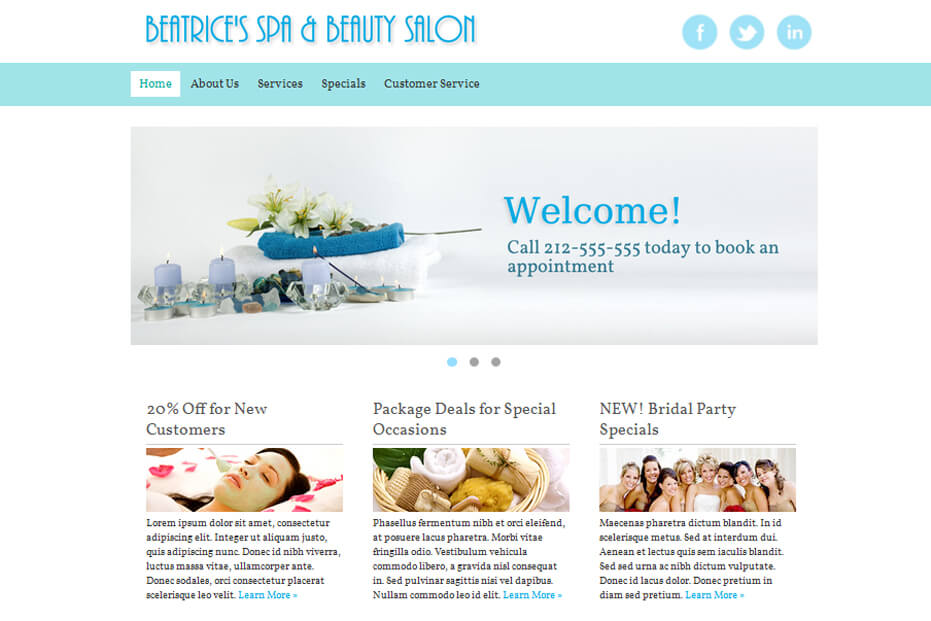 BEATRICE'S SPA & BEAUTY SALON
f
in
Home About Us Services Specials Customer Service
Welcome!
Call 212-555-555 today to book an
appointment
20% Off for New
Customers
Lorem ipsum dolor sit amet, consectetur
adipiscing elit. Integer ut aliquam justo,
quis adipiscing nunc. Donec id nibh viverra,
luctus massa vitae, ullamcorper ante.
Donec sodales, orci consectetur placerat
scelerisque leo velit. Learn More »
Package Deals for Special
Occasions
Phasellus fermentum nibh et orci eleifend,
at posuere lacus pharetra. Morbi vitae
fringilla odio. Vestibulum vehicula
commodo libero, a gravida nisl consequat
in. Sed pulvinar sagittis nisi vel dapibus.
Nullam commodo leo id elit. Learn More »
NEW! Bridal Party
Specials
Maecenas pharetra dictum blandit. In id
scelerisque metus. Sed at interdum dui.
Aenean et lectus quis sem iaculis blandit.
Sed sed urna ac nibh dictum vulputate.
Donec id lacus dolor. Donec pretium in
diam sed pretium. Learn More »